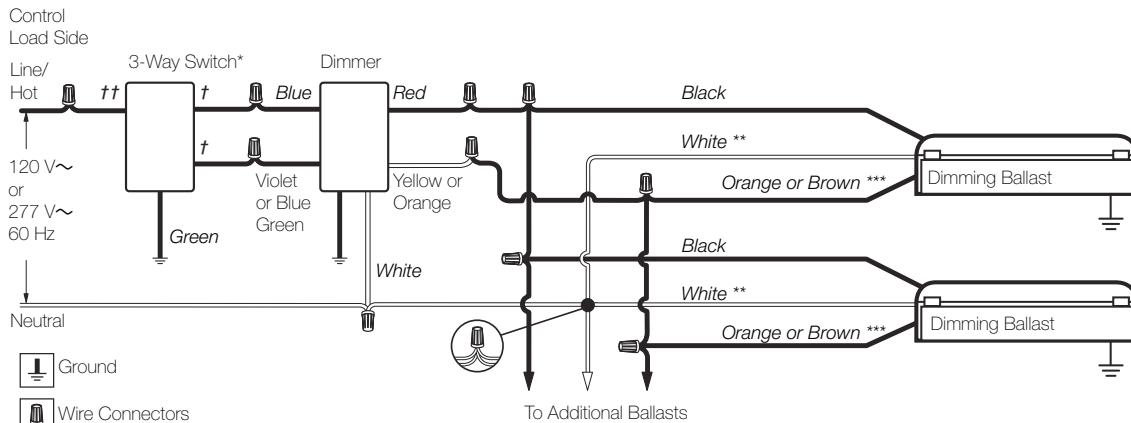 Control
Load Side
Line/
Hot
3-Way Switch*
Dimmer
††
†
Blue
Red
Black
†
White **
Violet
or Blue
Green
Yellow or
Orange
Orange or Brown ***
Dimming Ballast
120 V~
or
277 V~
60 Hz
Green
White
Black
White **
Neutral
Orange or Brown ***
Dimming Ballast
Ground
Wire Connectors
To Additional Ballasts